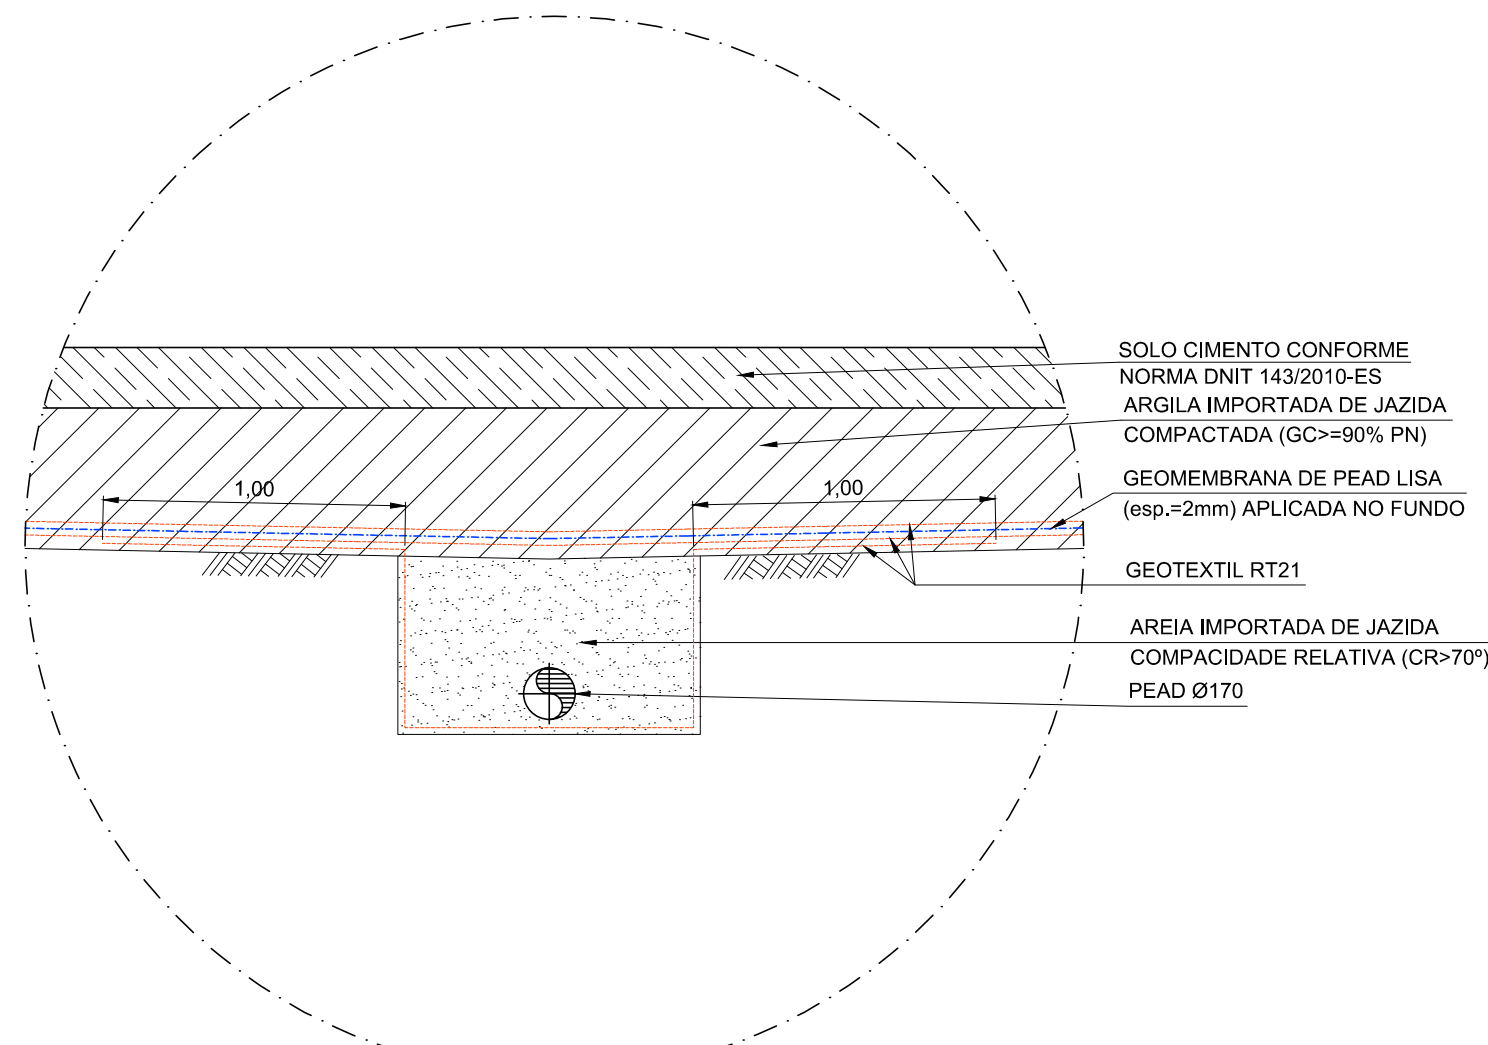 SOLO CIMENTO CONFORME
NORMA DNIT 143/2010-ES
ARGILA IMPORTADA DE JAZIDA
COMPACTADA (GC>=90% PN)
1,00
1,00
GEOMEMBRANA DE PEAD LISA
(esp.=2mm) APLICADA NO FUNDO
GEOTEXTIL RT21
AREIA IMPORTADA DE JAZIDA
COMPACIDADE RELATIVA (CR>70º)
PEAD Ø170